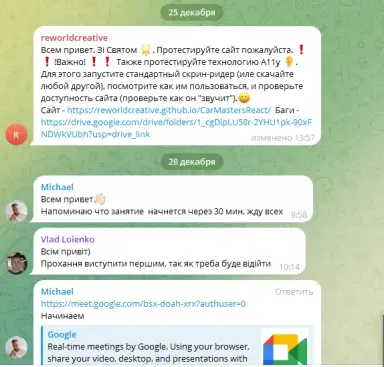 25 декабря
reworldcreative
Всем привет. Зі Святом 🌟. Протестируйте сайт пожалуйста. ❗
❗ !Важно! ❗❗ Также протестируйте технологию A11y 👂.
Для этого запустите стандартный скрин-ридер (или скачайте
любой другой), посмотрите как им пользоваться, и проверьте
доступность сайта (проверьте как он "звучит").😄
Сайт - https://reworldcreative.github.io/CarMastersReact/ Баги -
https://drive.google.com/drive/folders/1_cgDipLU58r-2YHU1pk-90xF
NDWkVUbh?usp=drive_link
изменено 13:57
R
28 декабря
Michael
Всем привет👋🏻
Напоминаю что занятие начнется через 30 мин, жду всех 9:58
Vlad Loienko
Всім привіт)
Прохання виступити першим, так як треба буде відійти 10:14
Michael Ответить
https://meet.google.com/bsx-doah-xrx?authuser=0
Начинаем
Google
Real-time meetings by Google. Using your browser,
share your video, desktop, and presentations with